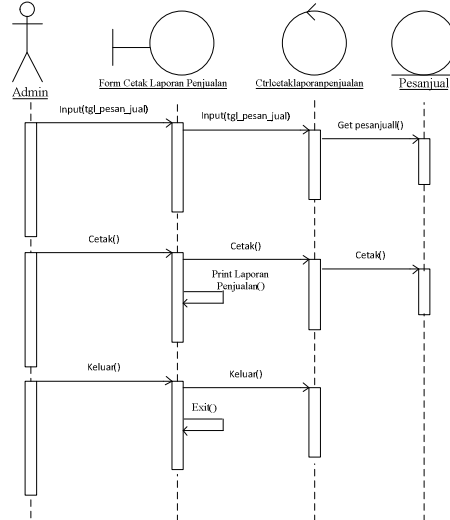 Admin
Form Cetak Laporan Penjualan
Ctrlcetaklaporanpenjualan
Pesanjual
Input(tgl_pesan_jual)
Input(tgl_pesan_jual)
Get pesanjuall()
Cetak()
Cetak()
Cetak()
Print Laporan
Penjualan()
Keluar()
Keluar()
Exit()